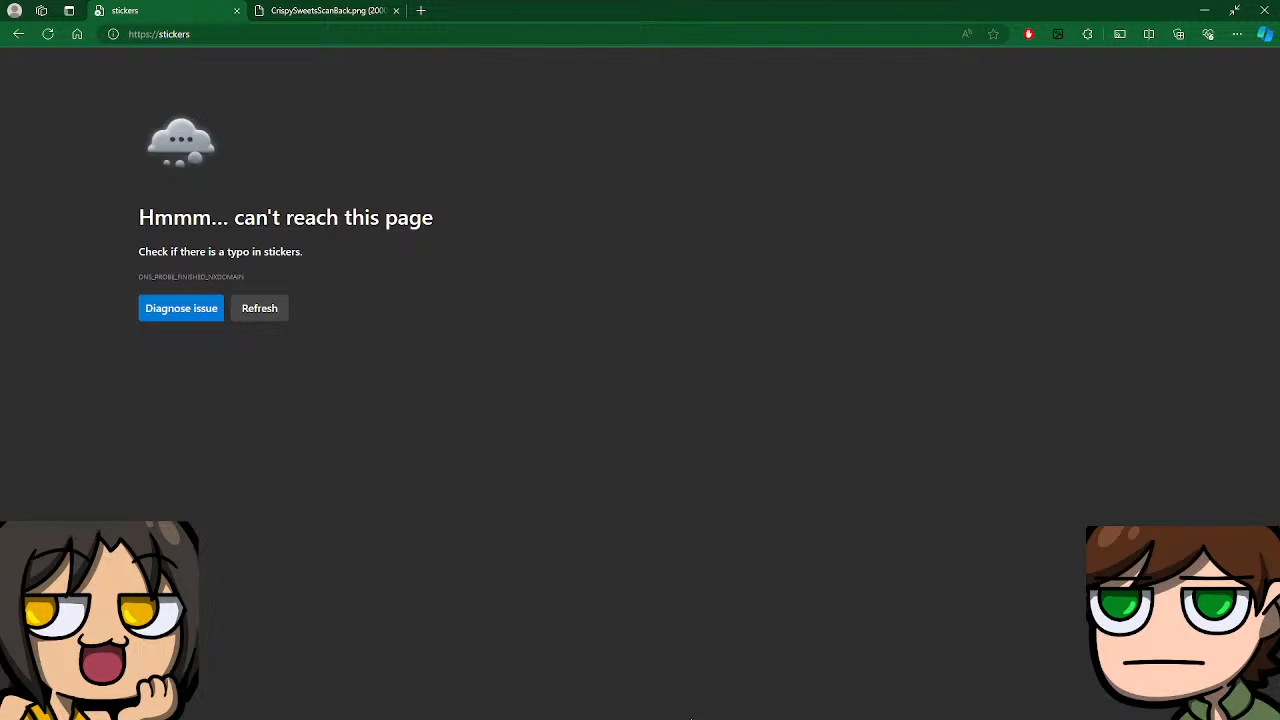 stickers
CrispySweetsScanBack.png (200
https://stickers
Hmmm... can't reach this page
Check if there is a typo in stickers.
DNS_PROBE_FINISHED_NXDOMAIN
Diagnose issue
Refresh